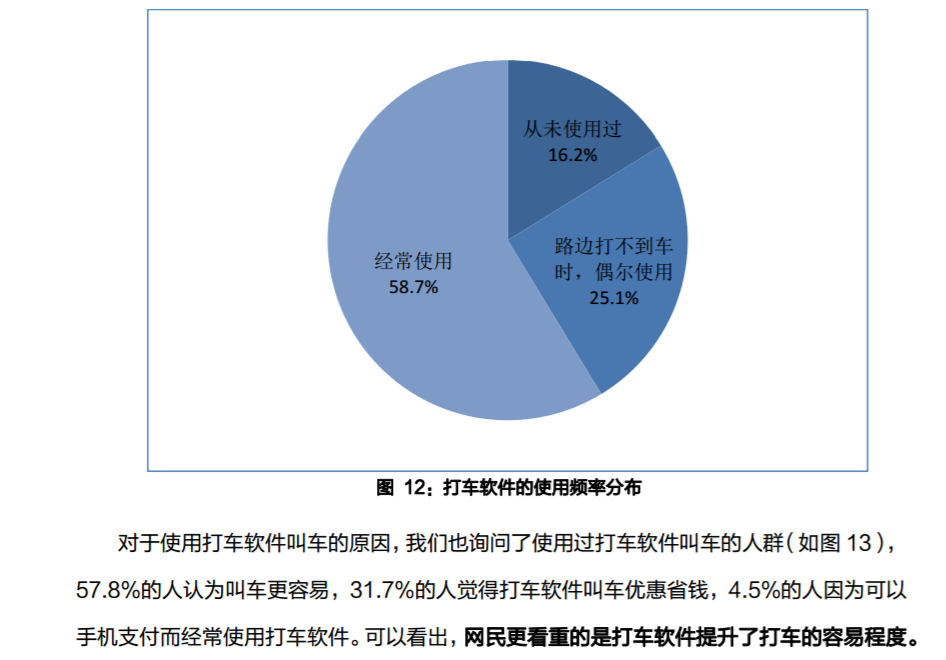 从未使用过
16.2%
路边打不到车
时，偶尔使用
25.1%
经常使用
58.7%
图 12：打车软件的使用频率分布
对于使用打车软件叫车的原因，我们也询问了使用过打车软件叫车的人群（如图 13），
57.8%的人认为叫车更容易，31.7%的人觉得打车软件叫车优惠省钱，4.5%的人因为可以
手机支付而经常使用打车软件。可以看出，网民更看重的是打车软件提升了打车的容易程度。